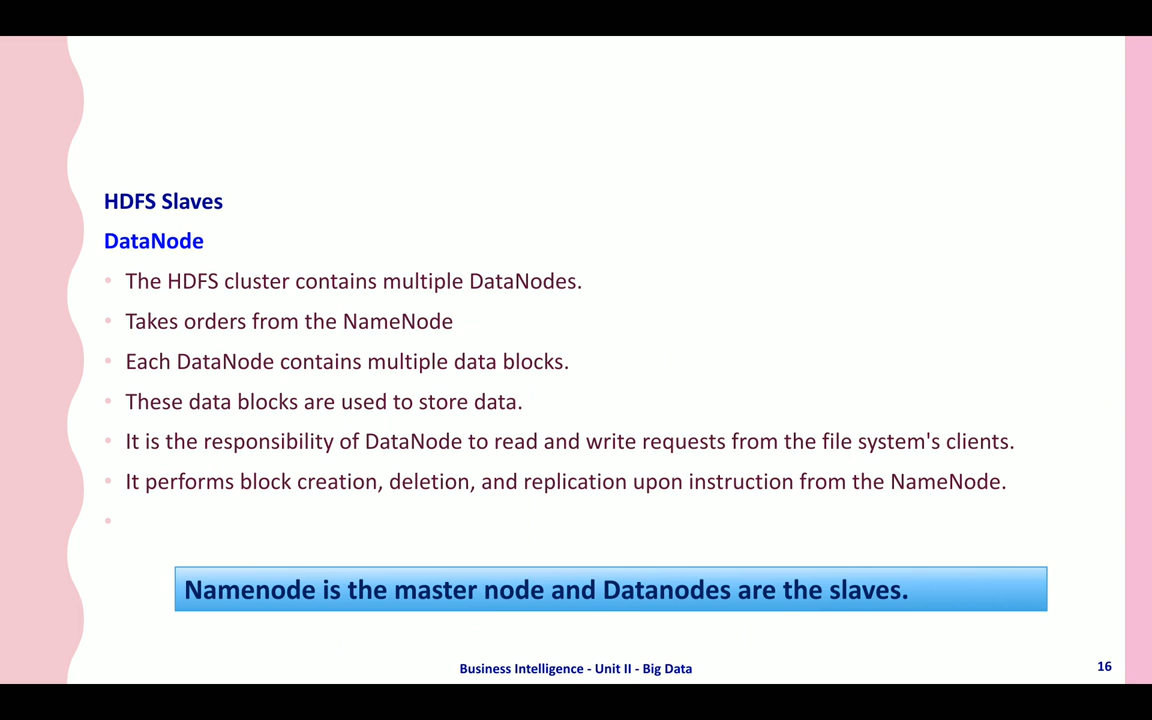 HDFS Slaves
DataNode
• The HDFS cluster contains multiple DataNodes.
• Takes orders from the NameNode
• Each DataNode contains multiple data blocks.
• These data blocks are used to store data.
• It is the responsibility of DataNode to read and write requests from the file system's clients.
• It performs block creation, deletion, and replication upon instruction from the NameNode.
•
Namenode is the master node and Datanodes are the slaves.
Business Intelligence - Unit II - Big Data
16